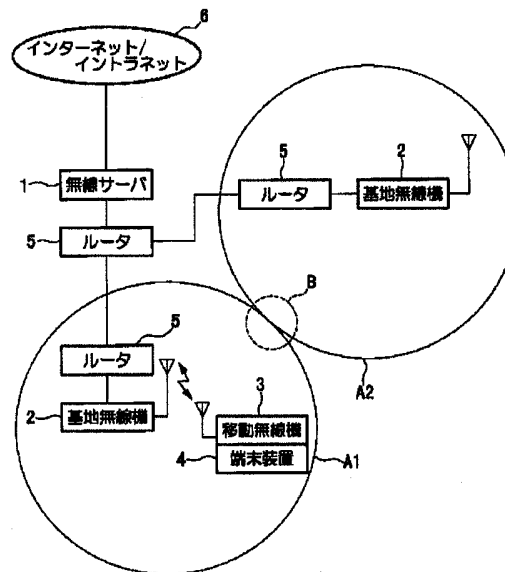 6
インターネット/
イントラネット
1
無線サーバ
5
ルータ
5
ルータ
2
基地無線機
B
A2
5
ルータ
2
基地無線機
3
移動無線機
4
端末装置
A1